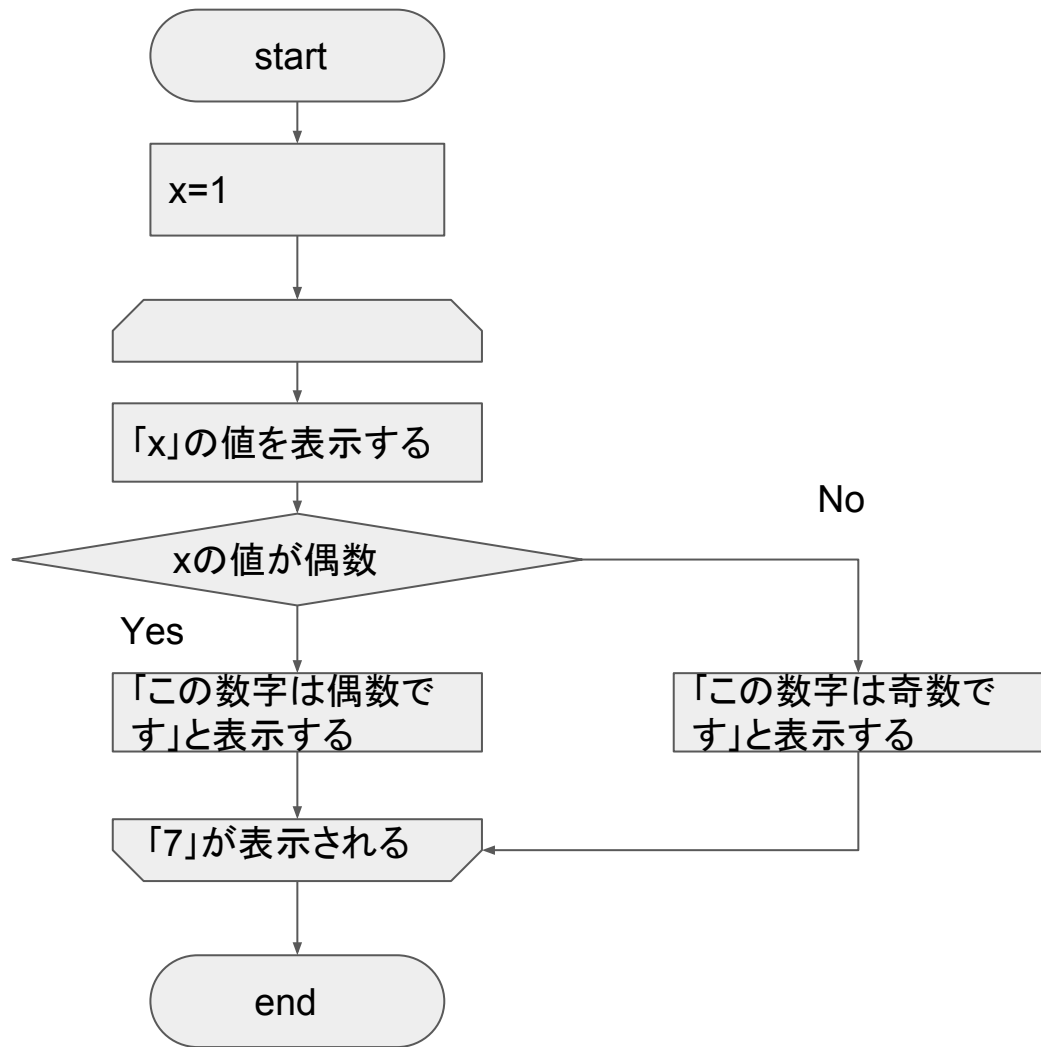 start
x=1
「x」の値を表示する
No
xの値が偶数
Yes
「この数字は偶数で
す」と表示する
「この数字は奇数で
す」と表示する
「7」が表示される
end